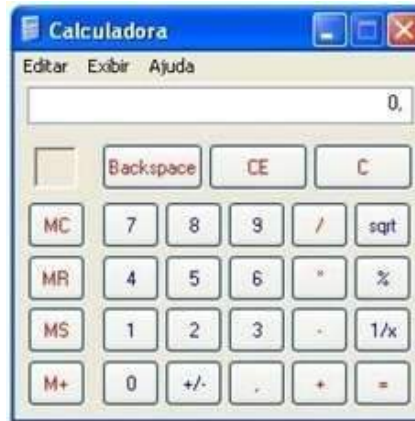 Calculadora
Editar Exibir Ajuda
0,
Backspace CE C
MC 7 8 9 / sqrt
MR 4 5 6 * %
MS 1 2 3 - 1/x
M+ 0 +/- , + =